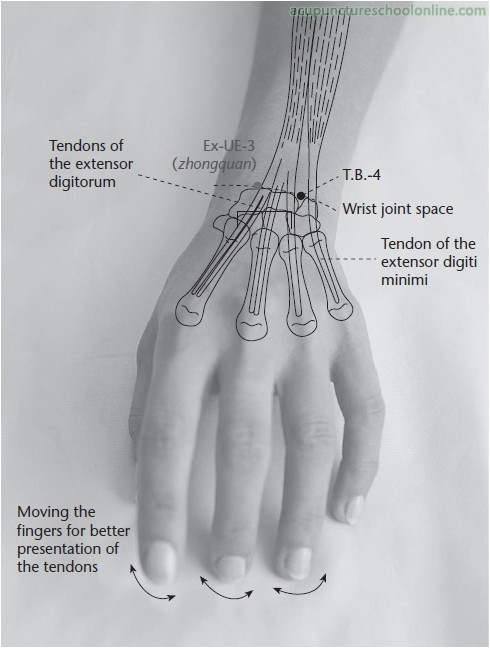 acupunctureschoolonline.com
Tendons of
the extensor
digitorum
Ex-UE-3
(zhongquan)
T.B.-4
Wrist joint space
Tendon of the
extensor digiti
minimi
Moving the
fingers for better
presentation of
the tendons